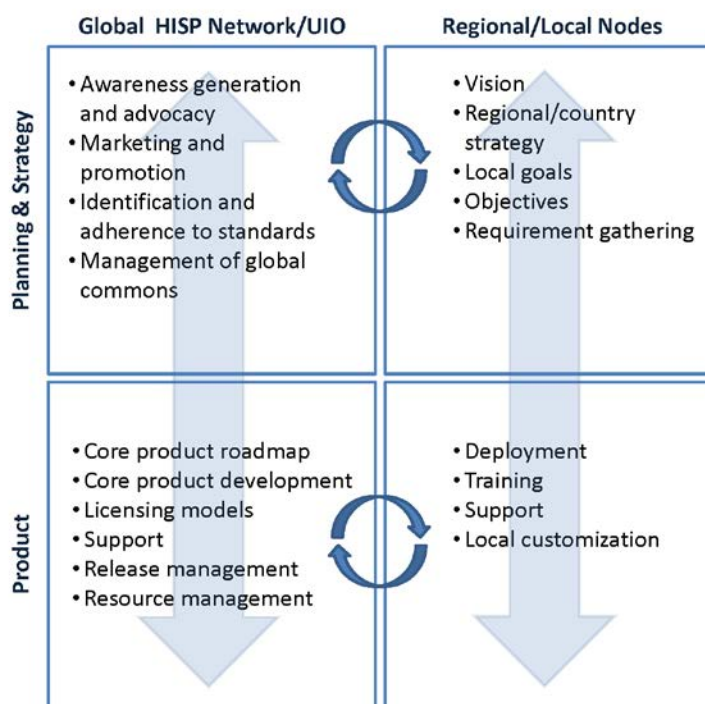 Global HISP Network/UIO
Regional/Local Nodes
Planning & Strategy
• Awareness generation
and advocacy
• Marketing and
promotion
• Identification and
adherence to standards
• Management of global
commons
• Vision
• Regional/country
strategy
• Local goals
• Objectives
• Requirement gathering
Product
• Core product roadmap
• Core product development
• Licensing models
• Support
• Release management
• Resource management
• Deployment
• Training
• Support
• Local customization